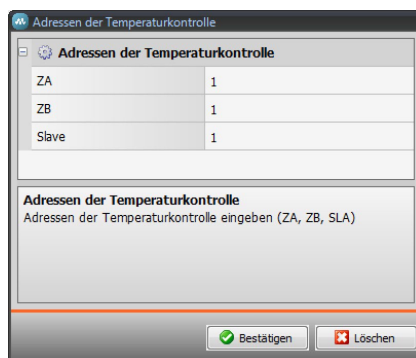 Adressen der Temperaturkontrolle
Adressen der Temperaturkontrolle
ZA 1
ZB 1
Slave 1
Adressen der Temperaturkontrolle
Adressen der Temperaturkontrolle eingeben (ZA, ZB, SLA)
Bestätigen Löschen